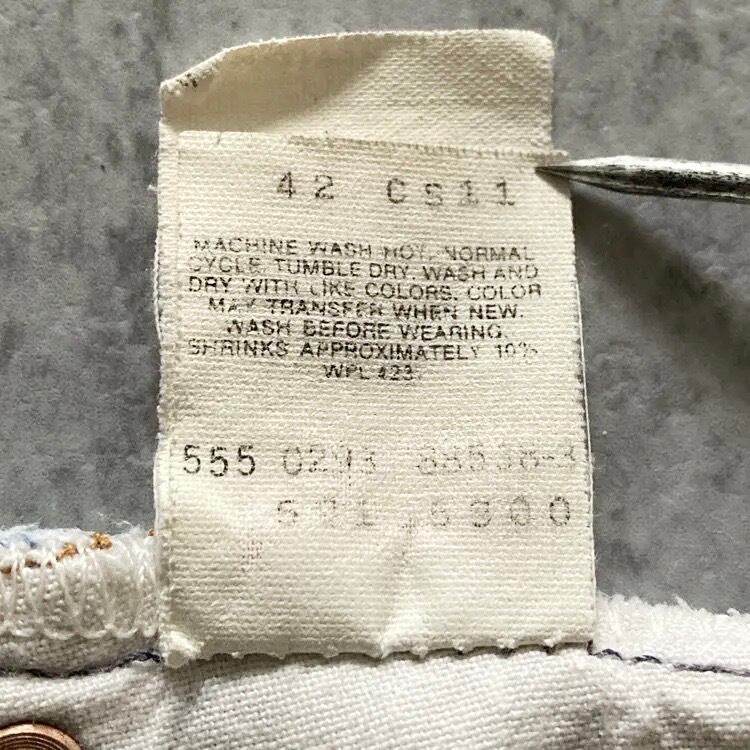 42 CS11
MACHINE WASH HOT, NORMAL
CYCLE. TUMBLE DRY. WASH AND
DRY WITH LIKE COLORS. COLOR
MAY TRANSFER WHEN NEW.
WASH BEFORE WEARING.
SHRINKS APPROXIMATELY 10%
WPL 423
555
501